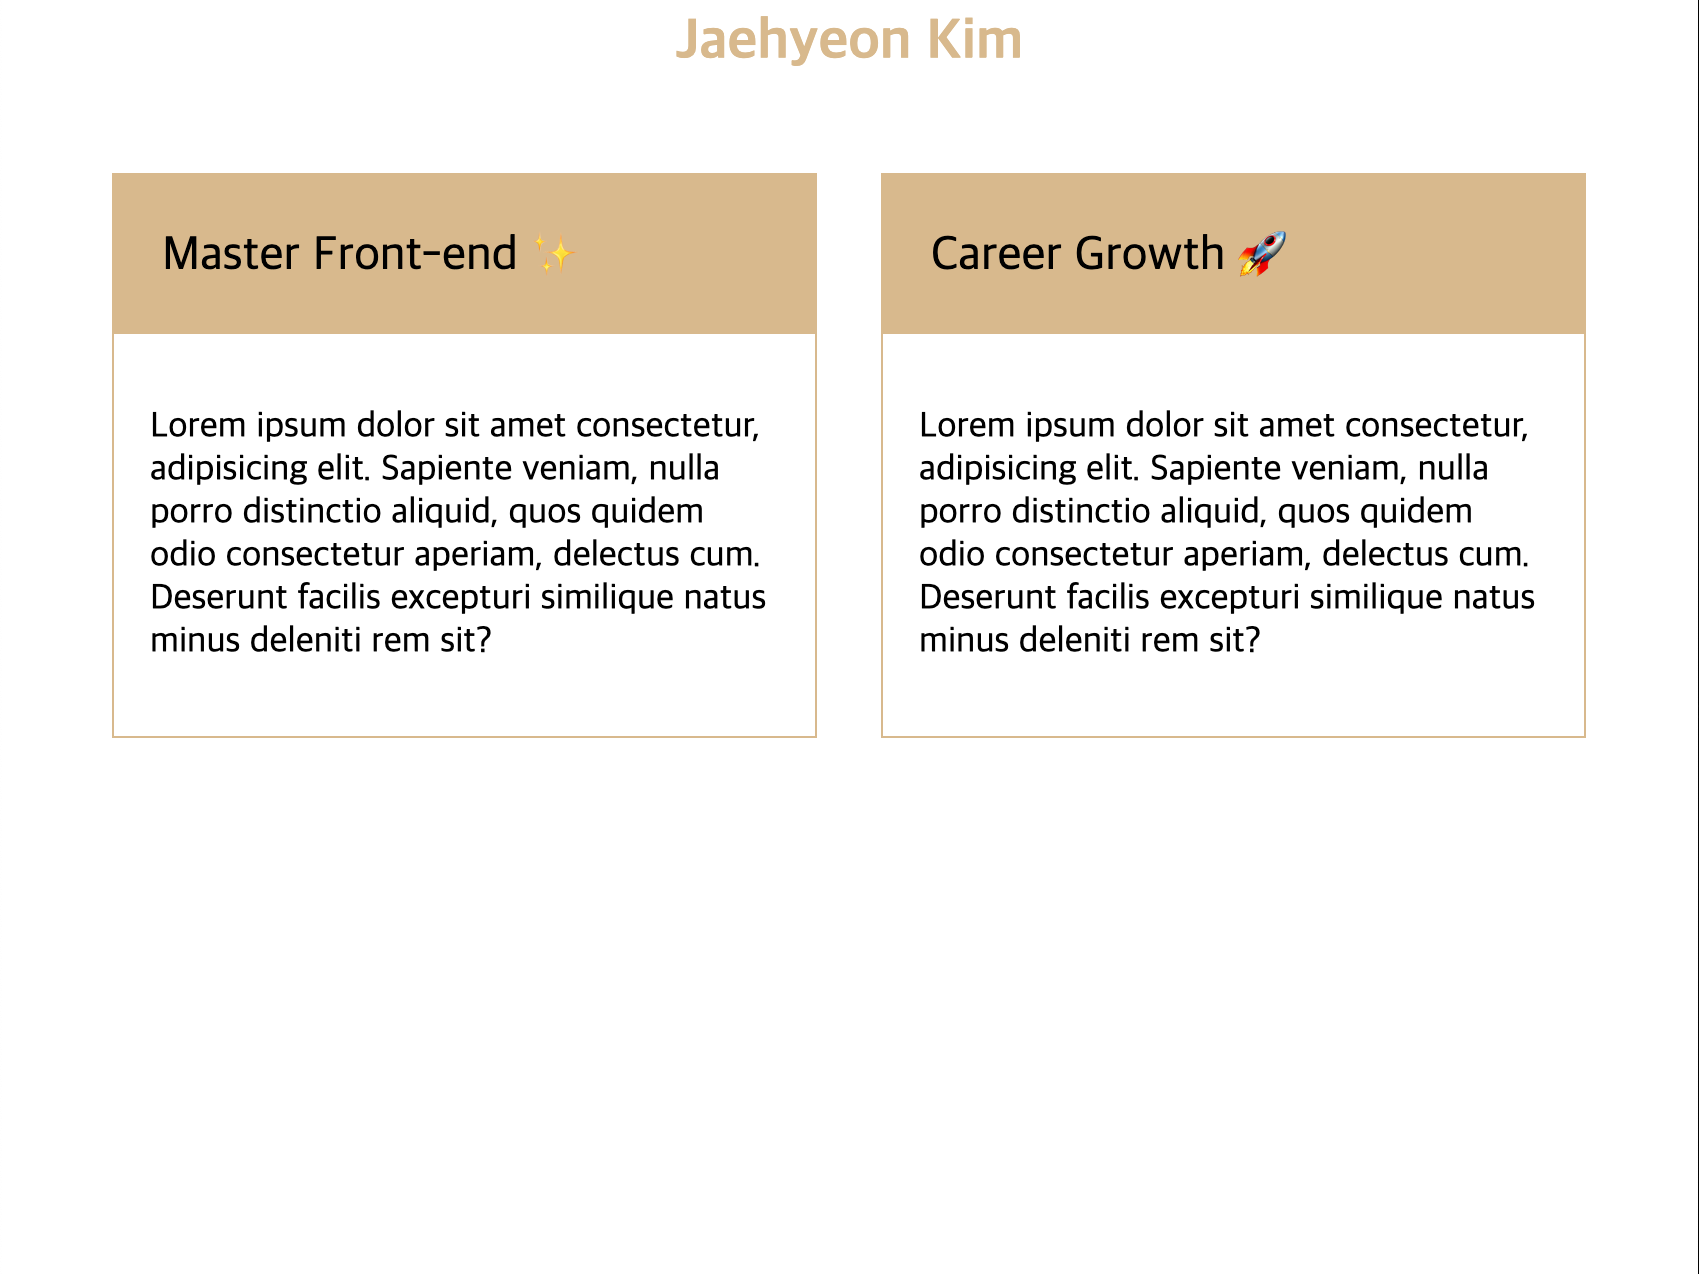 Jaehyeon Kim
Master Front-end ✨
Lorem ipsum dolor sit amet consectetur,
adipisicing elit. Sapiente veniam, nulla
porro distinctio aliquid, quos quidem
odio consectetur aperiam, delectus cum.
Deserunt facilis excepturi similique natus
minus deleniti rem sit?
Career Growth 🚀
Lorem ipsum dolor sit amet consectetur,
adipisicing elit. Sapiente veniam, nulla
porro distinctio aliquid, quos quidem
odio consectetur aperiam, delectus cum.
Deserunt facilis excepturi similique natus
minus deleniti rem sit?